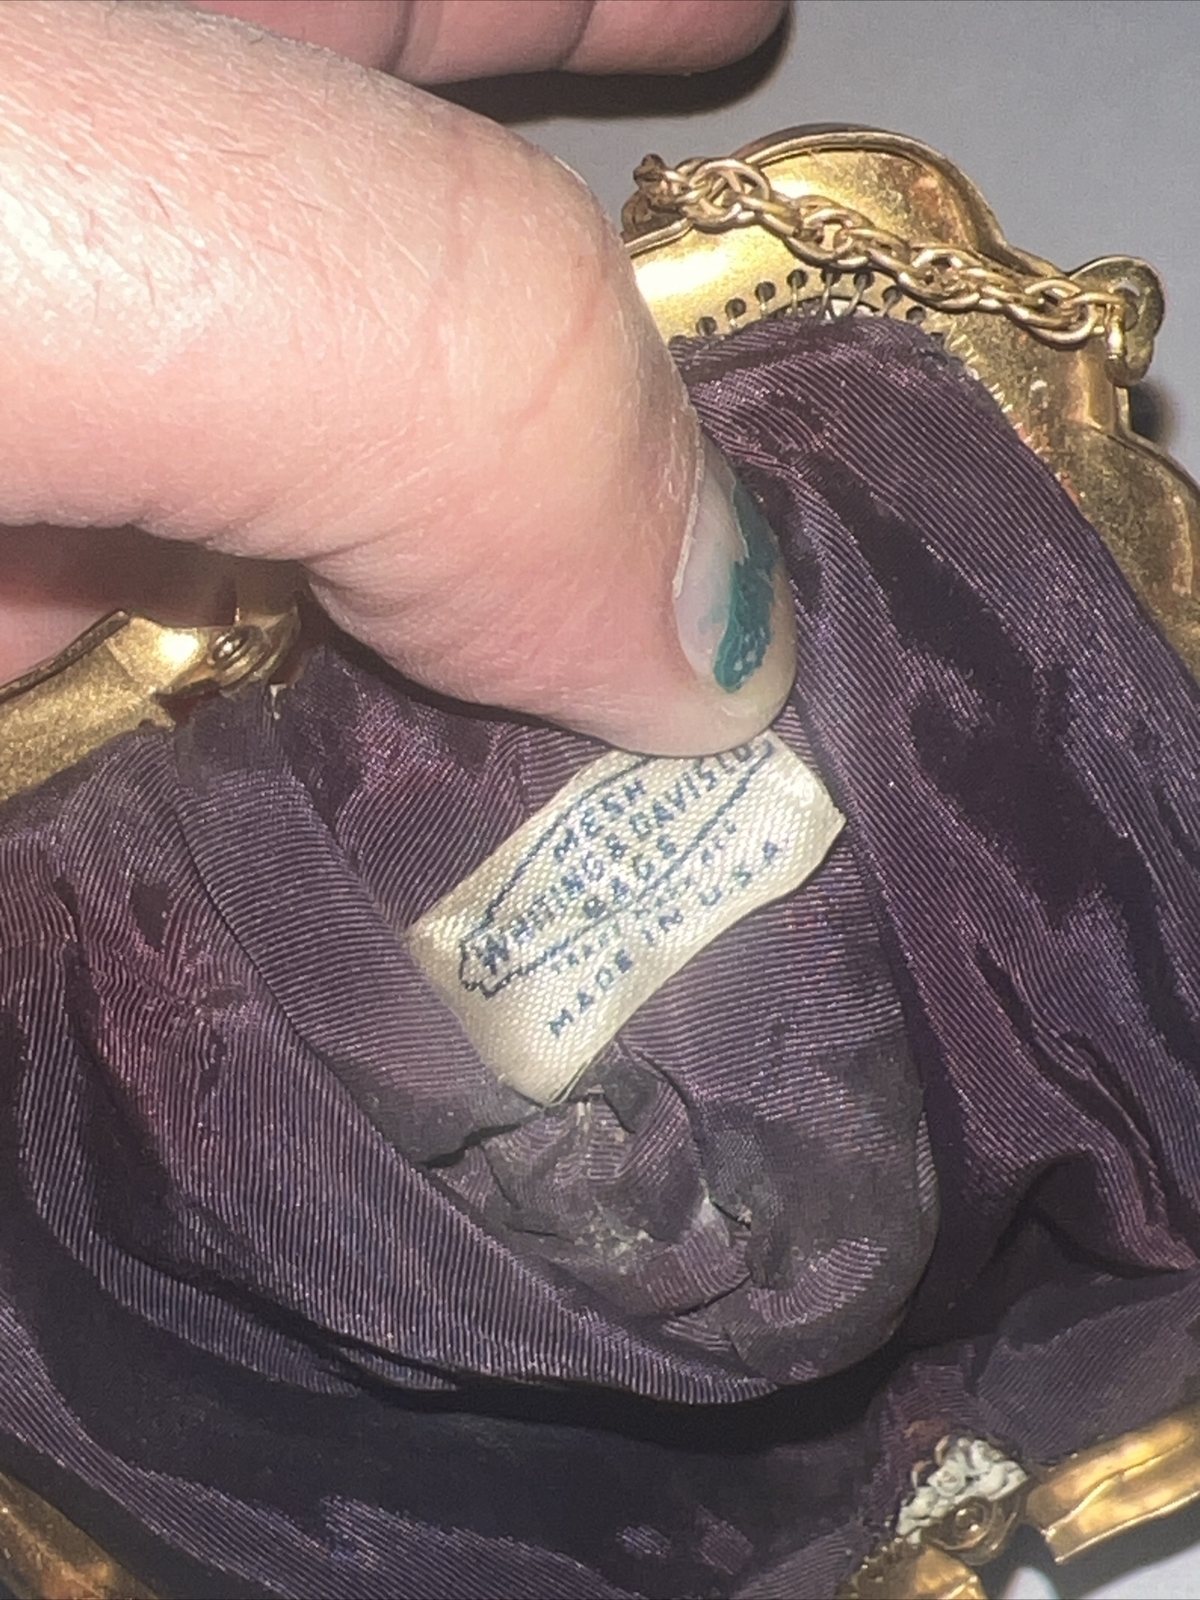 MESH
WHITING & DAVIS CO
BAGS
MADE IN U.S.A.